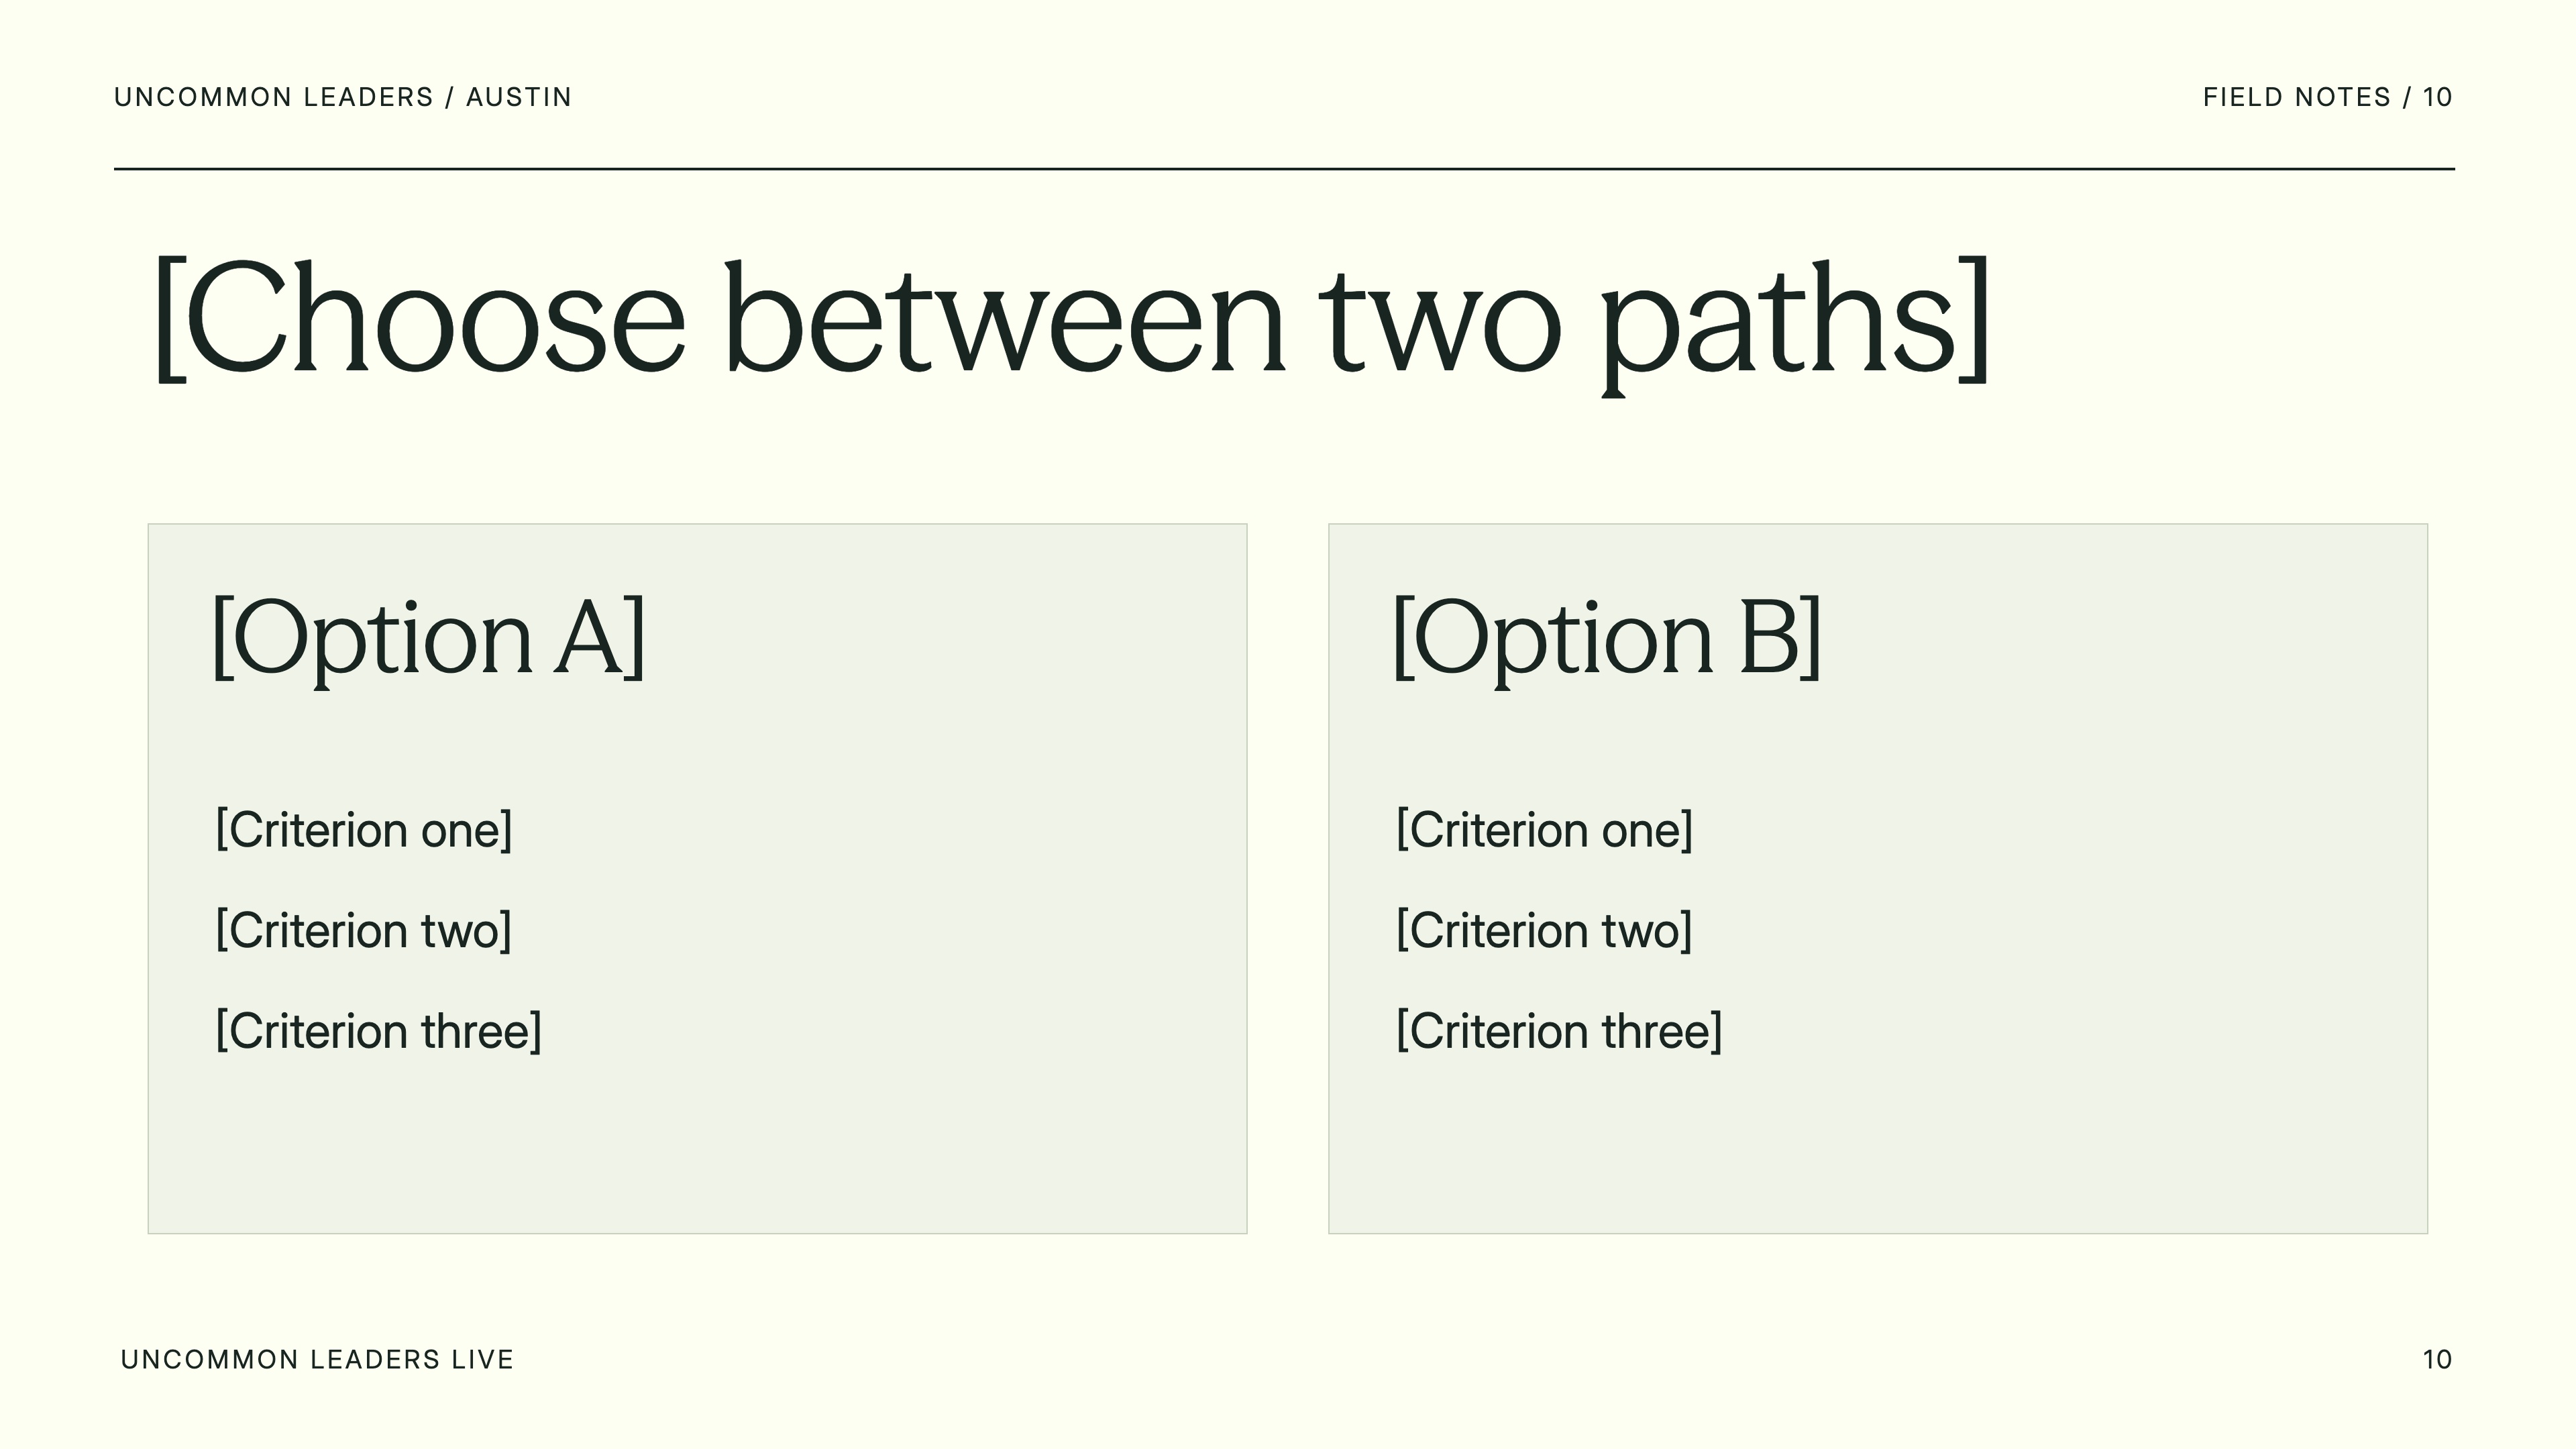 UNCOMMON LEADERS / AUSTIN
FIELD NOTES / 10
[Choose between two paths]
[Option A]
[Criterion one]
[Criterion two]
[Criterion three]
[Option B]
[Criterion one]
[Criterion two]
[Criterion three]
UNCOMMON LEADERS LIVE
10